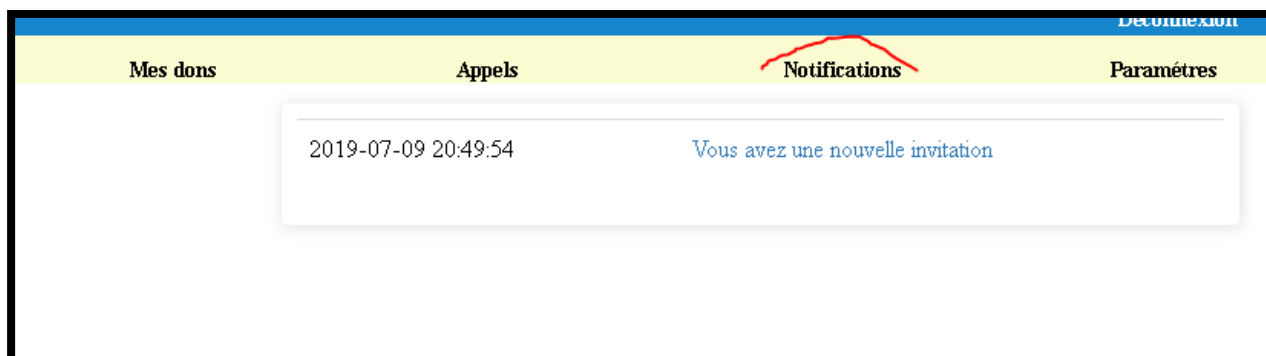 Déconnexion
Mes dons Appels Notifications Paramétres
2019-07-09 20:49:54 Vous avez une nouvelle invitation